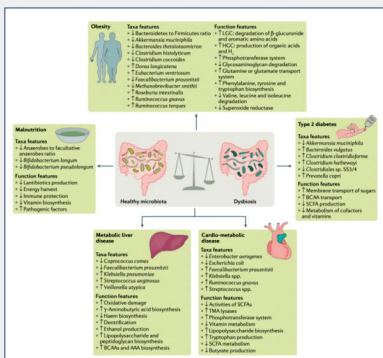 Obesity
Taxa features
• ↓ Bacteroidetes to Firmicutes ratio
• ↓ Akkermansia muciniphila
• ↓ Bacteroides thetaiotaomicron
• ↓ Clostridium histolyticum
• ↓ Clostridium coccoides
• ↑ Dorea longicatena
• ↑ Eubacterium ventriosum
• ↓ Faecalibacterium prausnitzii
• ↓ Methanobrevibacter smithii
• ↑ Roseburia intestinalis
• ↑ Ruminococcus gnavus
• ↑ Ruminococcus torques
Function features
• ↑ LGC: degradation of β-glucuronide
and aromatic amino acids
• ↑ HGC: production of organic acids
and H₂
• ↑ Phosphotransferase system
• ↓ Glycosaminoglycan degradation
• ↑ Glutamine or glutamate transport
system
• ↑ Phenylalanine, tyrosine and
tryptophan biosynthesis
• ↓ Valine, leucine and isoleucine
degradation
• ↓ Superoxide reductase
Malnutrition
Taxa features
• ↓ Anaerobes to facultative
anaerobes ratio
• ↓ Bifidobacterium longum
• ↓ Bifidobacterium pseudolongum
Function features
• ↓ Lantibiotics production
• ↓ Energy harvest
• ↓ Immune protection
• ↓ Vitamin biosynthesis
• ↑ Pathogenic factors
Healthy microbiota
Dysbiosis
Type 2 diabetes
Taxa features
• ↓ Akkermansia muciniphila
• ↑ Bacteroides vulgatus
• ↑ Clostridium clostridioforme
• ↑ Clostridium hathewayi
• ↓ Clostridiales sp. SS3/4
• ↑ Prevotella copri
Function features
• ↑ Membrane transport of sugars
• ↑ BCAA transport
• ↓ SCFA production
• ↓ Metabolism of cofactors
and vitamins
Metabolic liver
disease
Taxa features
• ↓ Coprococcus comes
• ↓ Faecalibacterium prausnitzii
• ↑ Klebsiella pneumoniae
• ↑ Streptococcus anginosus
• ↑ Veillonella atypica
Function features
• ↑ Oxidative damage
• ↑ γ-Aminobutyric acid biosynthesis
• ↓ Haem biosynthesis
• ↑ Denitrification
• ↑ Ethanol production
• ↑ Lipopolysaccharide and
peptidoglycan biosynthesis
• ↑ BCAAs and AAA biosynthesis
Cardio-metabolic
disease
Taxa features
• ↑ Enterobacter aerogenes
• ↑ Escherichia coli
• ↓ Faecalibacterium prausnitzii
• ↑ Klebsiella spp.
• ↑ Ruminococcus gnavus
• ↑ Streptococcus spp.
Function features
• ↓ Activities of SCFAs
• ↑ TMA lyases
• ↑ Phosphotransferase system
• ↓ Vitamin metabolism
• ↑ Lipopolysaccharide biosynthesis
• ↑ Tryptophan production
• ↓ SCFA metabolism
• ↓ Butyrate production